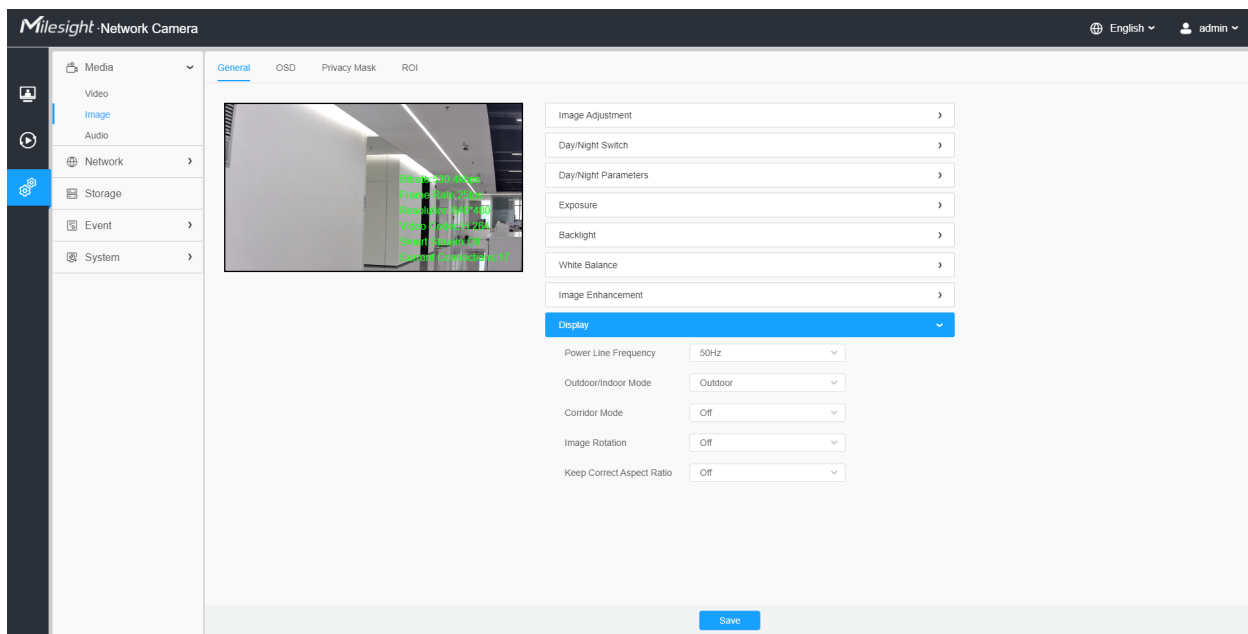 Milesight · Network Camera
English
admin
Media
Video
Image
Audio
Network
Storage
Event
System
General OSD Privacy Mask ROI
Image Adjustment
Day/Night Switch
Day/Night Parameters
Exposure
Backlight
White Balance
Image Enhancement
Display
Power Line Frequency 50Hz
Outdoor/Indoor Mode Outdoor
Corridor Mode Off
Image Rotation Off
Keep Correct Aspect Ratio Off
Save